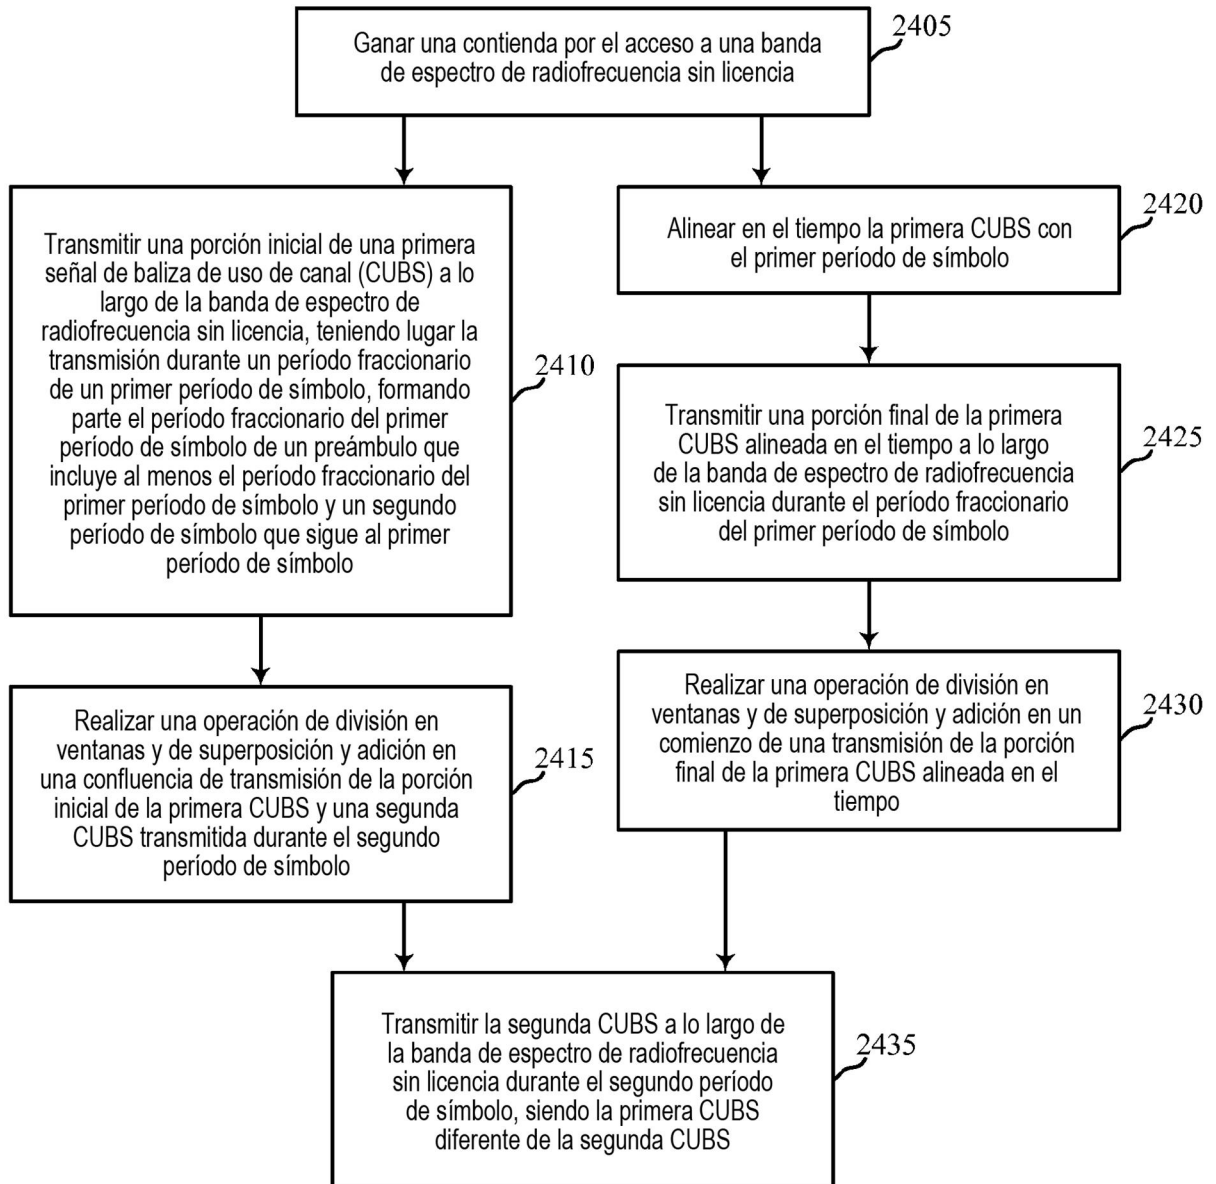 Ganar una contienda por el acceso a una banda
de espectro de radiofrecuencia sin licencia
2405
Transmitir una porción inicial de una primera
señal de baliza de uso de canal (CUBS) a lo
largo de la banda de espectro de
radiofrecuencia sin licencia, teniendo lugar la
transmisión durante un período fraccionario
de un primer período de símbolo, formando
parte el período fraccionario del primer
período de símbolo de un preámbulo que
incluye al menos el período fraccionario del
primer período de símbolo y un segundo
período de símbolo que sigue al primer
período de símbolo
2410
Realizar una operación de división en
ventanas y de superposición y adición en
una confluencia de transmisión de la porción
inicial de la primera CUBS y una segunda
CUBS transmitida durante el segundo
período de símbolo
2415
Alinear en el tiempo la primera CUBS con
el primer período de símbolo
2420
Transmitir una porción final de la primera
CUBS alineada en el tiempo a lo largo
de la banda de espectro de radiofrecuencia
sin licencia durante el período fraccionario
del primer período de símbolo
2425
Realizar una operación de división en
ventanas y de superposición y adición en un
comienzo de una transmisión de la porción
final de la primera CUBS alineada en el
tiempo
2430
Transmitir la segunda CUBS a lo largo de
la banda de espectro de radiofrecuencia
sin licencia durante el segundo período
de símbolo, siendo la primera CUBS
diferente de la segunda CUBS
2435